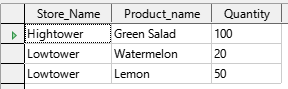 Store_Name Product_name Quantity
Hightower Green Salad 100
Lowtower Watermelon 20
Lowtower Lemon 50